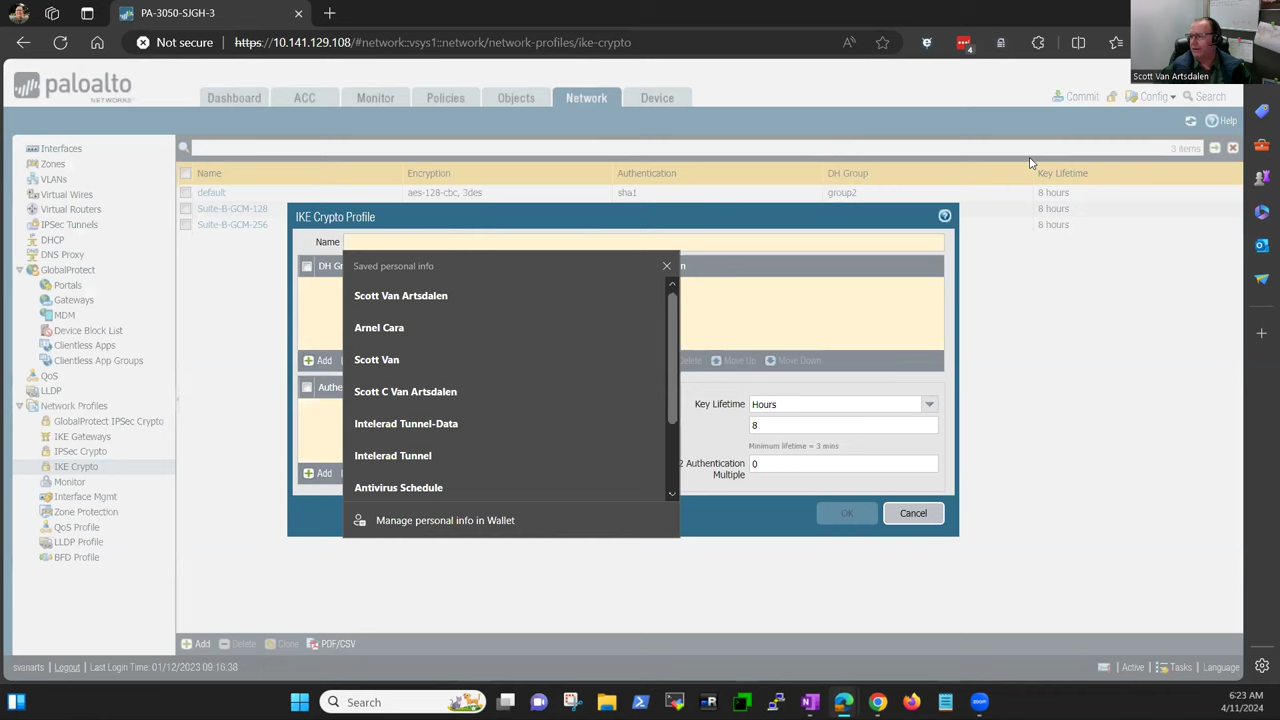 PA-3050-SJGH-3
Not secure
https://10.141.129.108/#network::vsys1::network/network-profiles/ike-crypto
4
Scott Van Artsdalen
paloalto
NETWORKS
Dashboard
ACC
Monitor
Policies
Objects
Network
Device
Commit
Config
Search
Help
Interfaces
Zones
VLANs
Virtual Wires
Virtual Routers
IPSec Tunnels
DHCP
DNS Proxy
GlobalProtect
Portals
Gateways
MDM
Device Block List
Clientless Apps
Clientless App Groups
QoS
LLDP
Network Profiles
GlobalProtect IPSec Crypto
IKE Gateways
IPSec Crypto
IKE Crypto
Monitor
Interface Mgmt
Zone Protection
QoS Profile
LLDP Profile
BFD Profile
3 items
Name Encryption Authentication DH Group Key Lifetime
default aes-128-cbc, 3des sha1 group2 8 hours
Suite-B-GCM-128 8 hours
Suite-B-GCM-256 8 hours
IKE Crypto Profile
Name
DH Gr
n
Add
Delete
Move Up
Move Down
Authe
Add
Saved personal info
Scott Van Artsdalen
Arnel Cara
Scott Van
Scott C Van Artsdalen
Intelerad Tunnel-Data
Intelerad Tunnel
Antivirus Schedule
Manage personal info in Wallet
Key Lifetime Hours
8
Minimum lifetime = 3 mins
2 Authentication 0
Multiple
OK
Cancel
Add
Delete
Clone
PDF/CSV
svanarts
Logout
Last Login Time: 01/12/2023 09:16:38
Active
Tasks
Language
Search
6:23 AM
4/11/2024